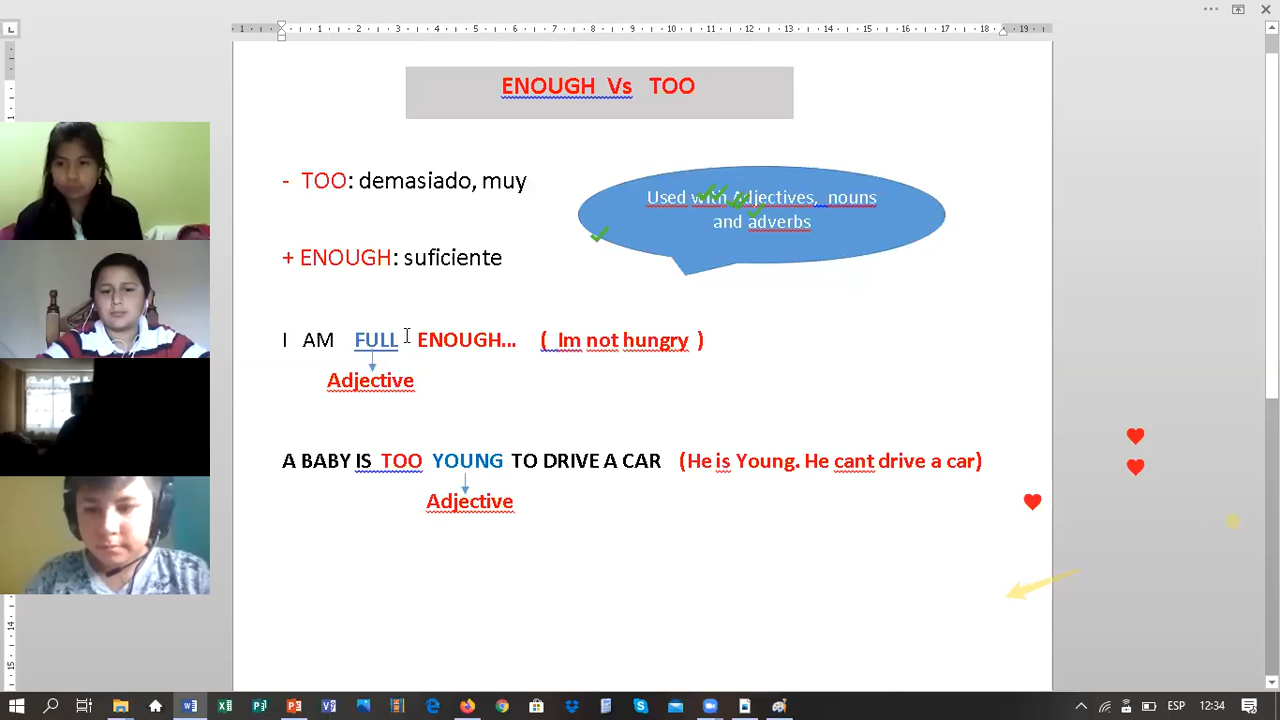 ENOUGH Vs TOO
- TOO: demasiado, muy
Used with Adjectives, nouns
and adverbs
+ ENOUGH: suficiente
I AM FULL ENOUGH... ( Im not hungry )
Adjective
A BABY IS TOO YOUNG TO DRIVE A CAR (He is Young. He cant drive a car)
Adjective
ESP 12:34